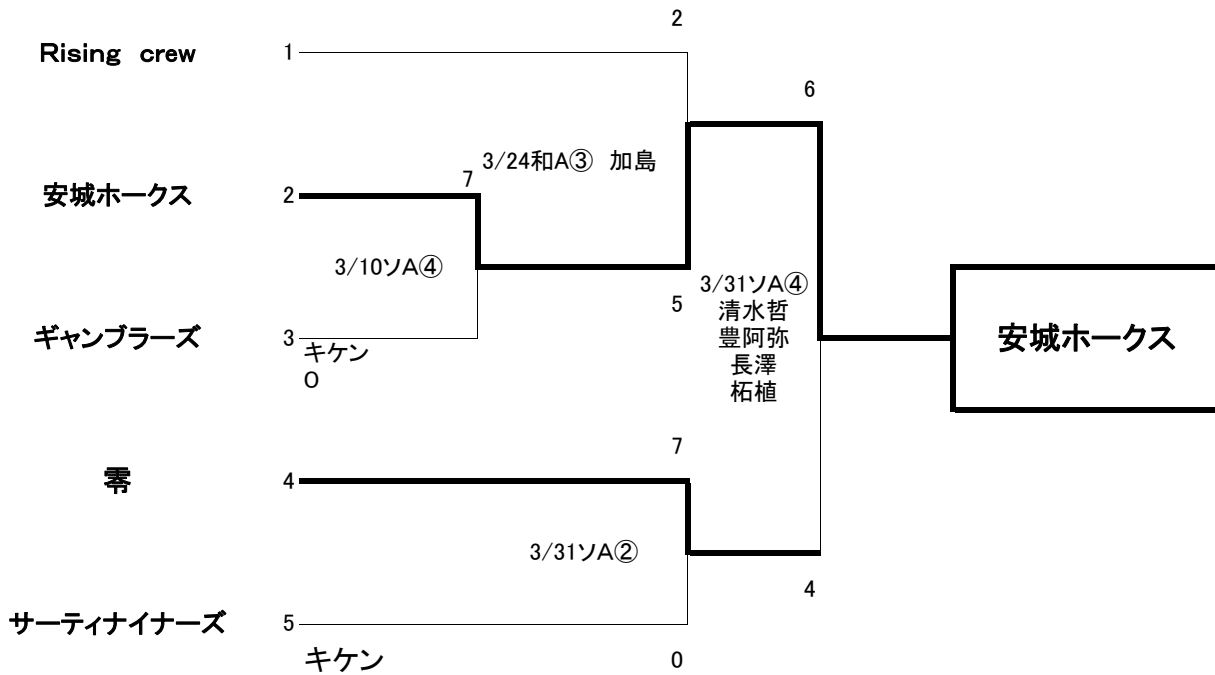 2
Rising crew 1
6
3/24和A③ 加島
7
安城ホークス 2
3/10ソA④
3/31ソA④
5
清水哲
豊阿弥
長澤
柘植
ギャンブラーズ 3
キケン
0
安城ホークス
7
零 4
3/31ソA②
4
サーティナイナーズ 5
キケン
0